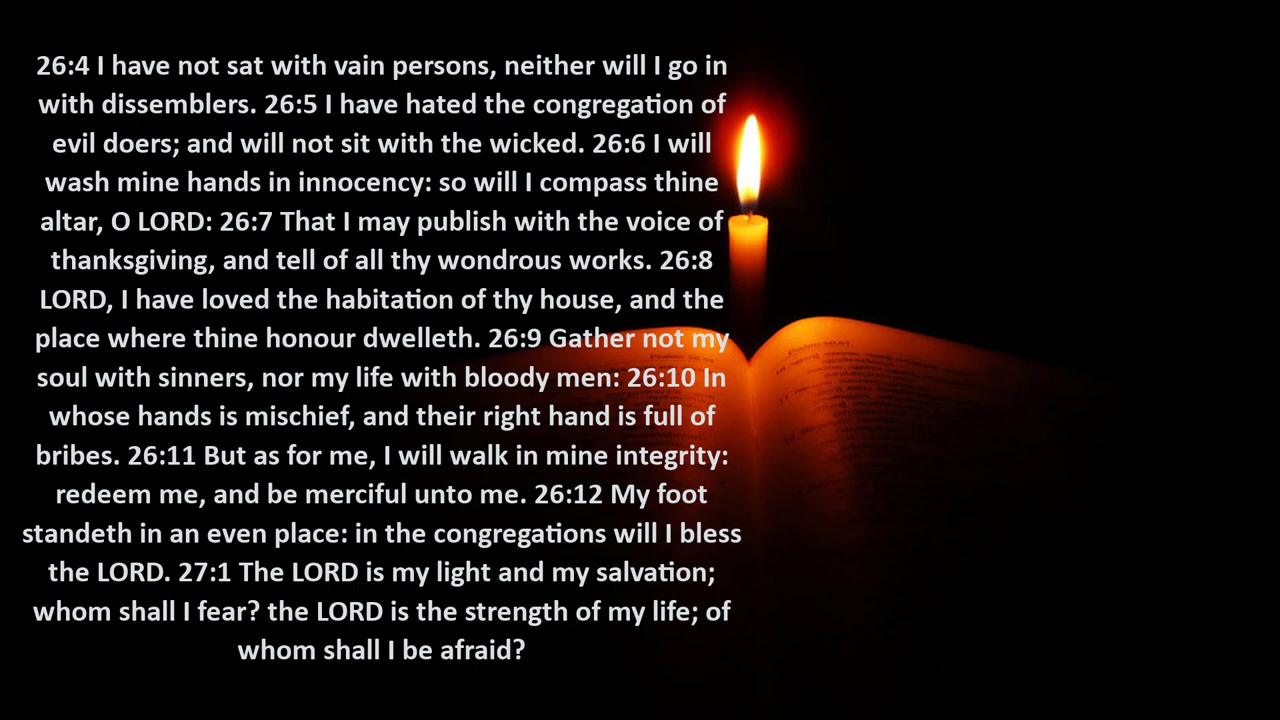 26:4 I have not sat with vain persons, neither will I go in
with dissemblers. 26:5 I have hated the congregation of
evil doers; and will not sit with the wicked. 26:6 I will
wash mine hands in innocency: so will I compass thine
altar, O LORD: 26:7 That I may publish with the voice of
thanksgiving, and tell of all thy wondrous works. 26:8
LORD, I have loved the habitation of thy house, and the
place where thine honour dwelleth. 26:9 Gather not my
soul with sinners, nor my life with bloody men: 26:10 In
whose hands is mischief, and their right hand is full of
bribes. 26:11 But as for me, I will walk in mine integrity:
redeem me, and be merciful unto me. 26:12 My foot
standeth in an even place: in the congregations will I bless
the LORD. 27:1 The LORD is my light and my salvation;
whom shall I fear? the LORD is the strength of my life; of
whom shall I be afraid?